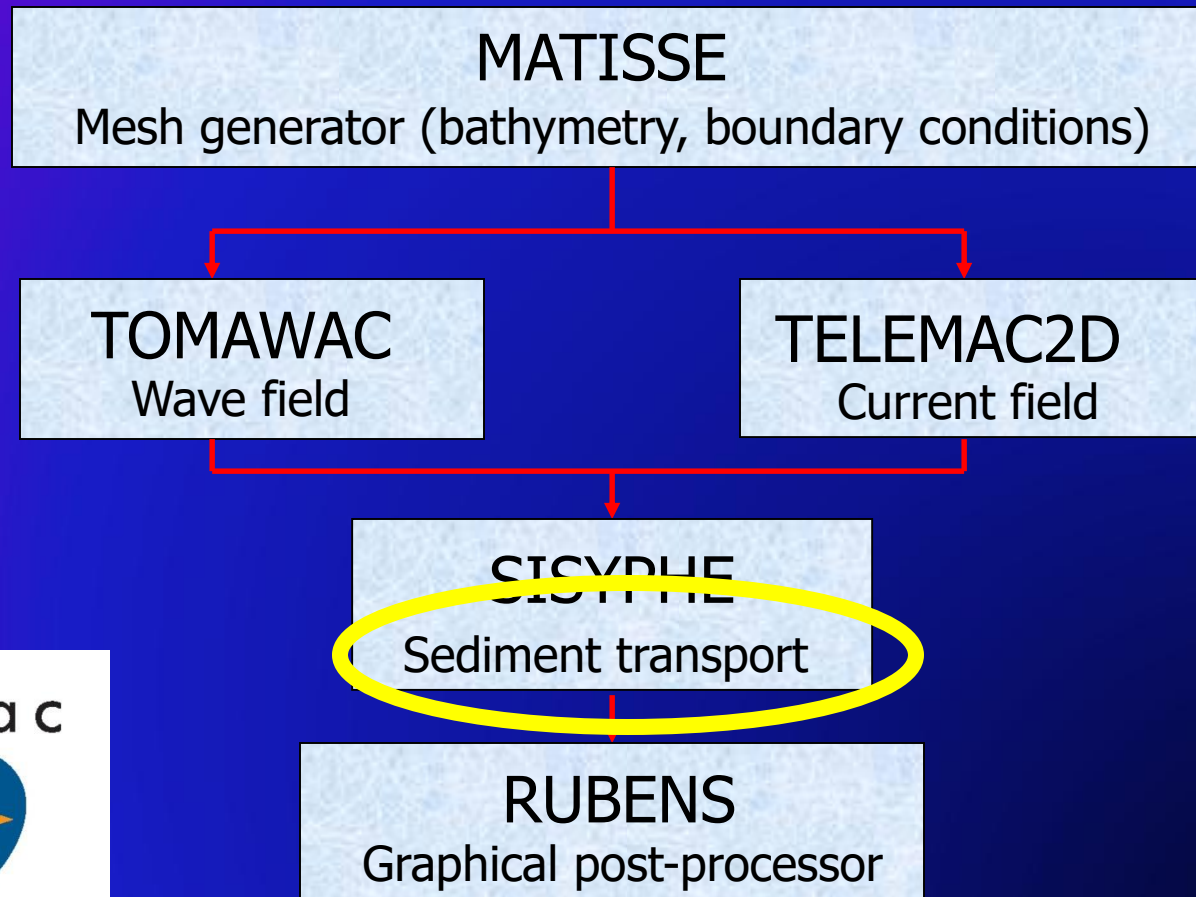 MATISSE
Mesh generator (bathymetry, boundary conditions)
TOMAWAC
Wave field
TELEMAC2D
Current field
SISYPHE
Sediment transport
a c
RUBENS
Graphical post-processor